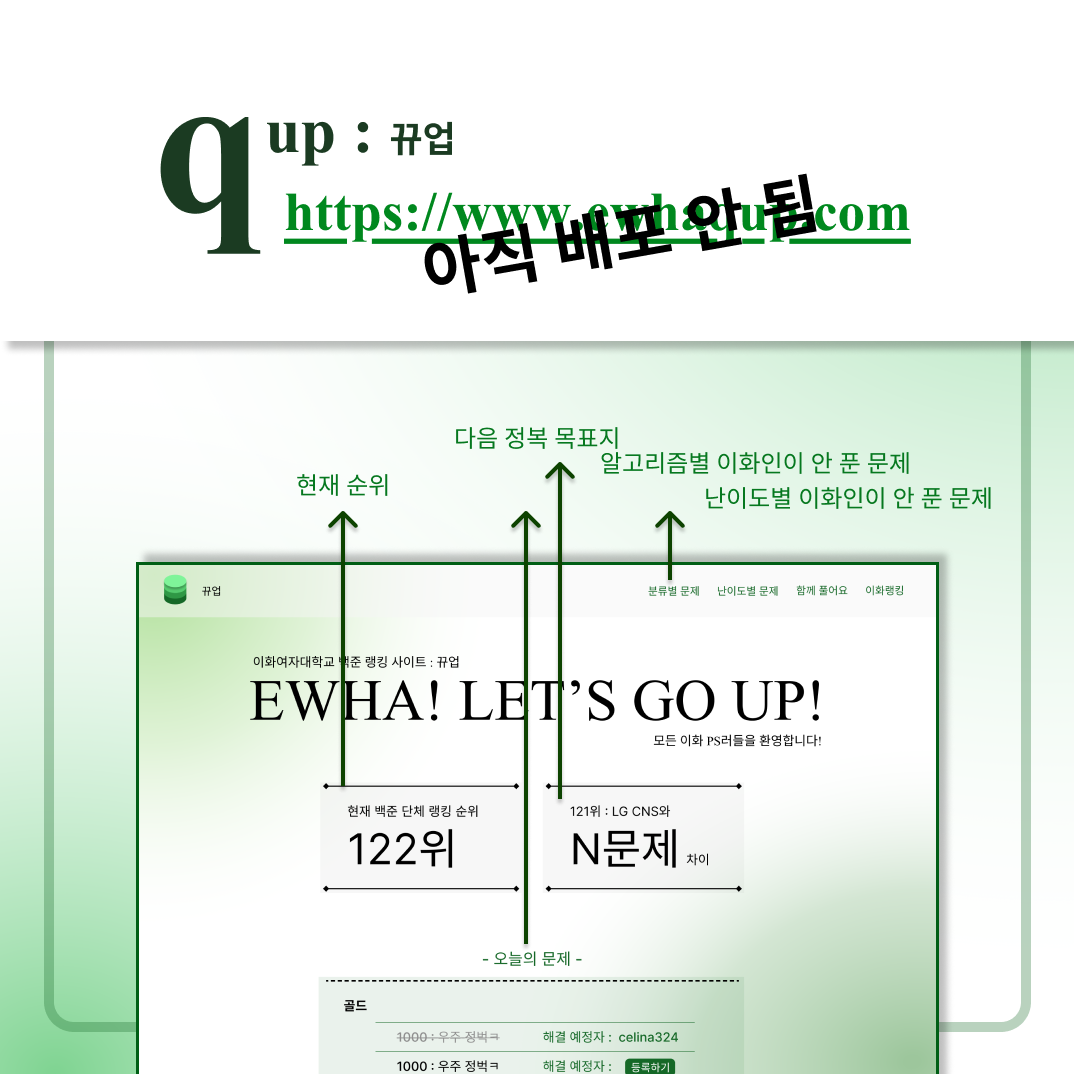 q up : 뀨업
https://www.ewhaqup.com
아직 배포 안 됨
다음 정복 목표지
알고리즘별 이화인이 안 푼 문제
현재 순위
난이도별 이화인이 안 푼 문제
뀨업
분류별 문제 난이도별 문제 함께 풀어요 이화랭킹
이화여자대학교 백준 랭킹 사이트 : 뀨업
EWHA! LET’S GO UP!
모든 이화 PS러들을 환영합니다!
현재 백준 단체 랭킹 순위
122위
121위 : LG CNS와
N문제 차이
- 오늘의 문제 -
골드
1000 : 우주 정벅ㅋ 해결 예정자 : celina324
1000 : 우주 정벅ㅋ 해결 예정자 : 등록하기